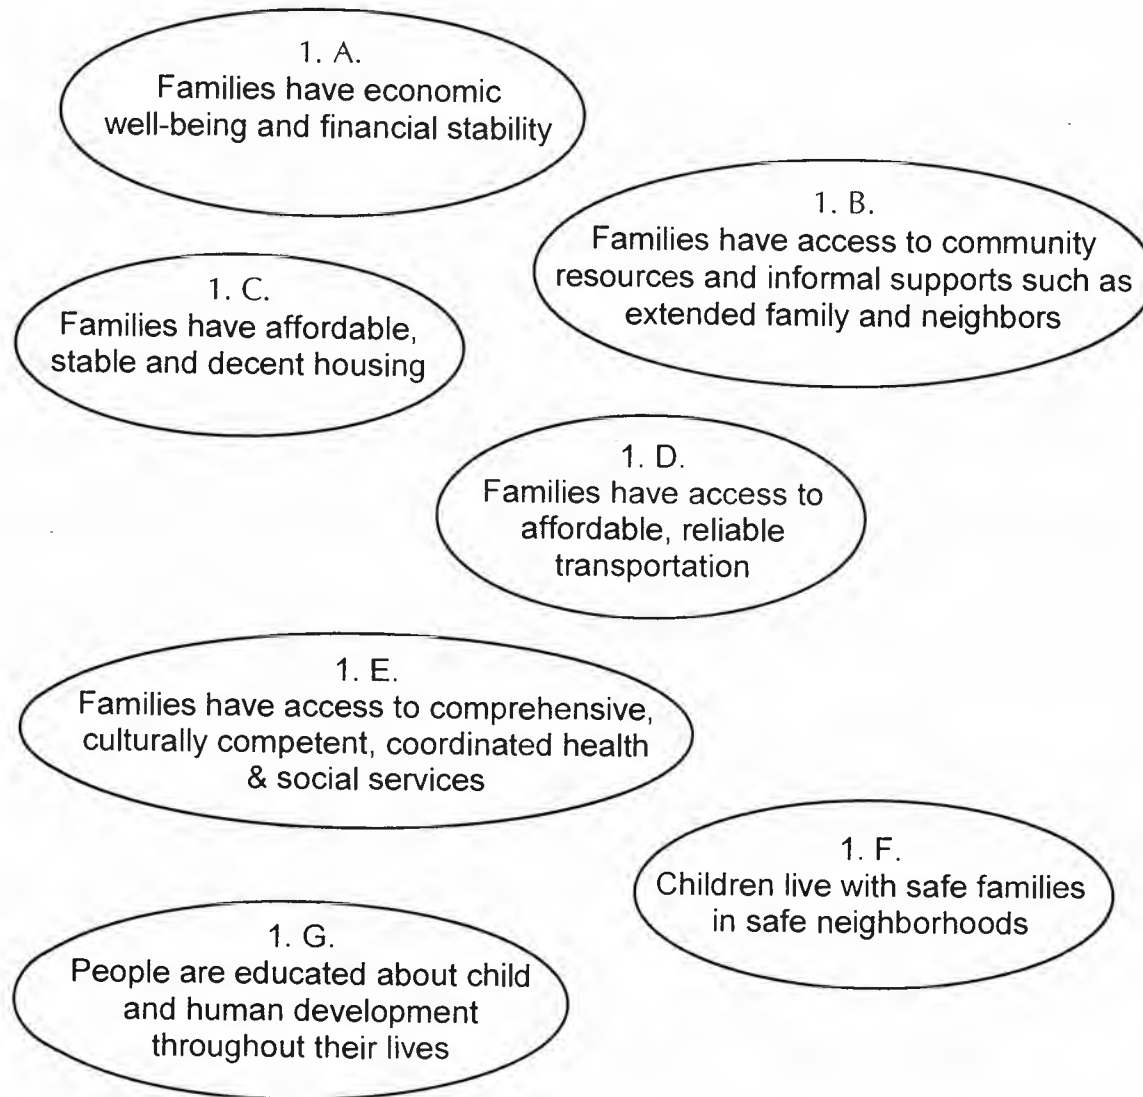 1. A.
Families have economic
well-being and financial stability
1. B.
Families have access to community
resources and informal supports such as
extended family and neighbors
1. C.
Families have affordable,
stable and decent housing
1. D.
Families have access to
affordable, reliable
transportation
1. E.
Families have access to comprehensive,
culturally competent, coordinated health
& social services
1. F.
Children live with safe families
in safe neighborhoods
1. G.
People are educated about child
and human development
throughout their lives